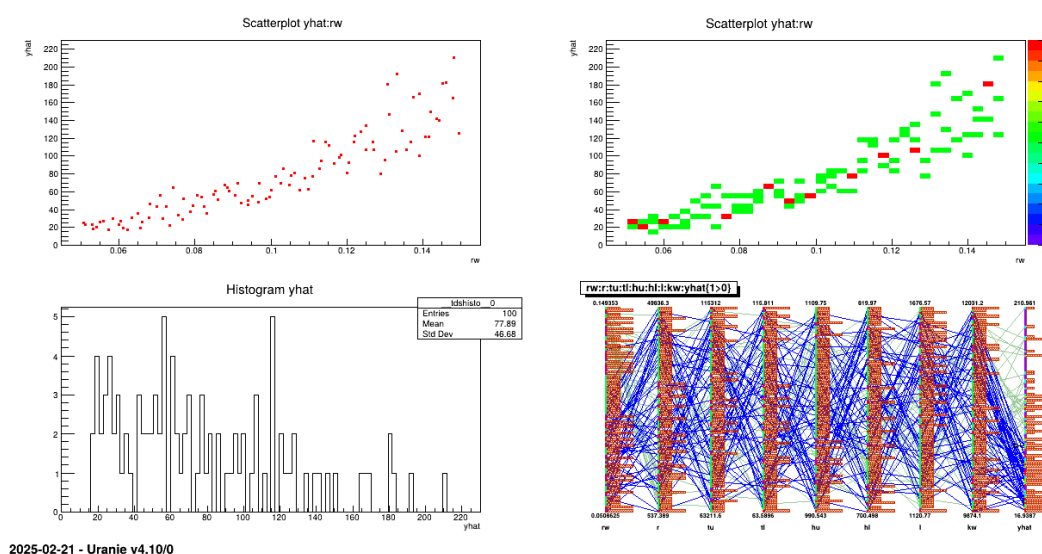 Scatterplot yhat:rw
yhat
220
200
180
160
140
120
100
80
60
40
20
0
0.06 0.08 0.1 0.12 0.14
rw
Scatterplot yhat:rw
yhat
220
200
180
160
140
120
100
80
60
40
20
0
0.06 0.08 0.1 0.12 0.14
rw
Histogram yhat
__tdshisto__0
Entries 100
Mean 77.89
Std Dev 46.68
5
4
3
2
1
0
0 20 40 60 80 100 120 140 160 180 200 220
yhat
rw:r:tu:tl:hu:hl:l:kw:yhat{1>0}
0.149353 49836.3 115312 115.811 1109.75 819.97 1676.57 12031.2 210.981
537.389 63211.6 63.5896 990.543 700.498 1120.77 9874.1 16.9387
rw r tu tl hu hl l kw yhat
2025-02-21 - Uranie v4.10/0